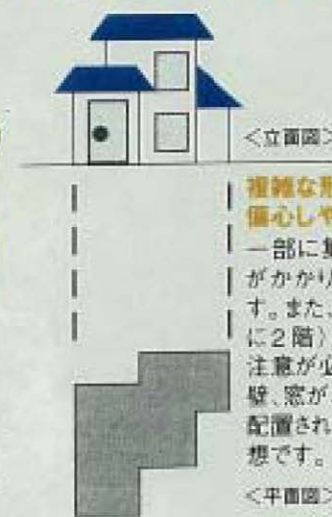 <立面図>
複雑な形
偏心しや
一部に集
がかかり
す。また、
に2階)
注意が必
壁、窓が
配置され
想です。
<平面図>